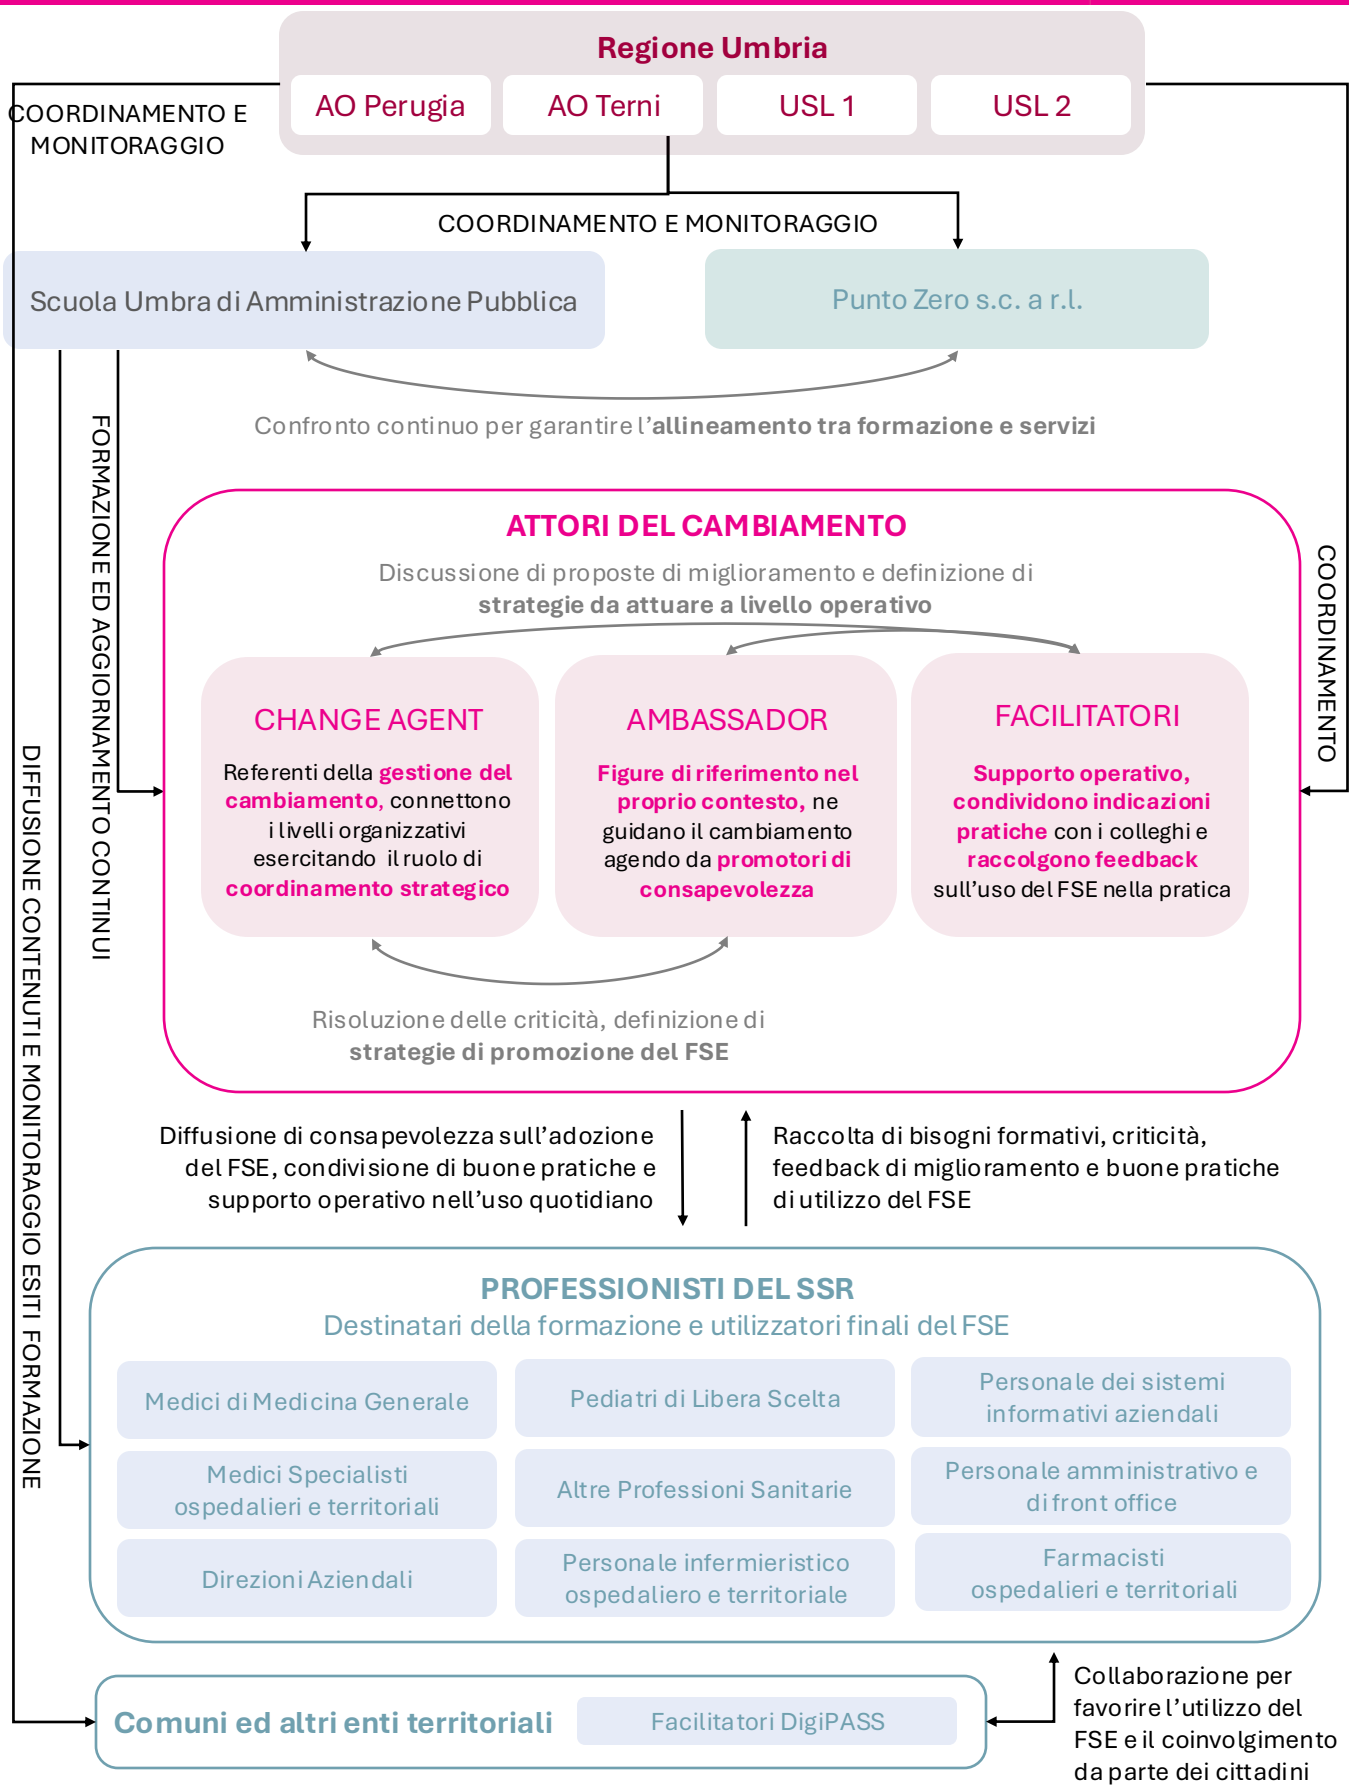 Regione Umbria
AO Perugia
AO Terni
USL 1
USL 2
COORDINAMENTO E
MONITORAGGIO
COORDINAMENTO E MONITORAGGIO
Scuola Umbra di Amministrazione Pubblica
Punto Zero s.c. a r.l.
Confronto continuo per garantire l’allineamento tra formazione e servizi
FORMAZIONE ED AGGIORNAMENTO CONTINUI
DIFFUSIONE CONTENUTI E MONITORAGGIO ESITI FORMAZIONE
COORDINAMENTO
ATTORI DEL CAMBIAMENTO
Discussione di proposte di miglioramento e definizione di
strategie da attuare a livello operativo
CHANGE AGENT
Referenti della gestione del
cambiamento, connettono
i livelli organizzativi
esercitando il ruolo di
coordinamento strategico
AMBASSADOR
Figure di riferimento nel
proprio contesto, ne
guidano il cambiamento
agendo da promotori di
consapevolezza
FACILITATORI
Supporto operativo,
condividono indicazioni
pratiche con i colleghi e
raccolgono feedback
sull’uso del FSE nella pratica
Risoluzione delle criticità, definizione di
strategie di promozione del FSE
Diffusione di consapevolezza sull’adozione
del FSE, condivisione di buone pratiche e
supporto operativo nell’uso quotidiano
Raccolta di bisogni formativi, criticità,
feedback di miglioramento e buone pratiche
di utilizzo del FSE
PROFESSIONISTI DEL SSR
Destinatari della formazione e utilizzatori finali del FSE
Medici di Medicina Generale
Pediatri di Libera Scelta
Personale dei sistemi
informativi aziendali
Medici Specialisti
ospedalieri e territoriali
Altre Professioni Sanitarie
Personale amministrativo e
di front office
Direzioni Aziendali
Personale infermieristico
ospedaliero e territoriale
Farmacisti
ospedalieri e territoriali
Comuni ed altri enti territoriali
Facilitatori DigiPASS
Collaborazione per
favorire l’utilizzo del
FSE e il coinvolgimento
da parte dei cittadini